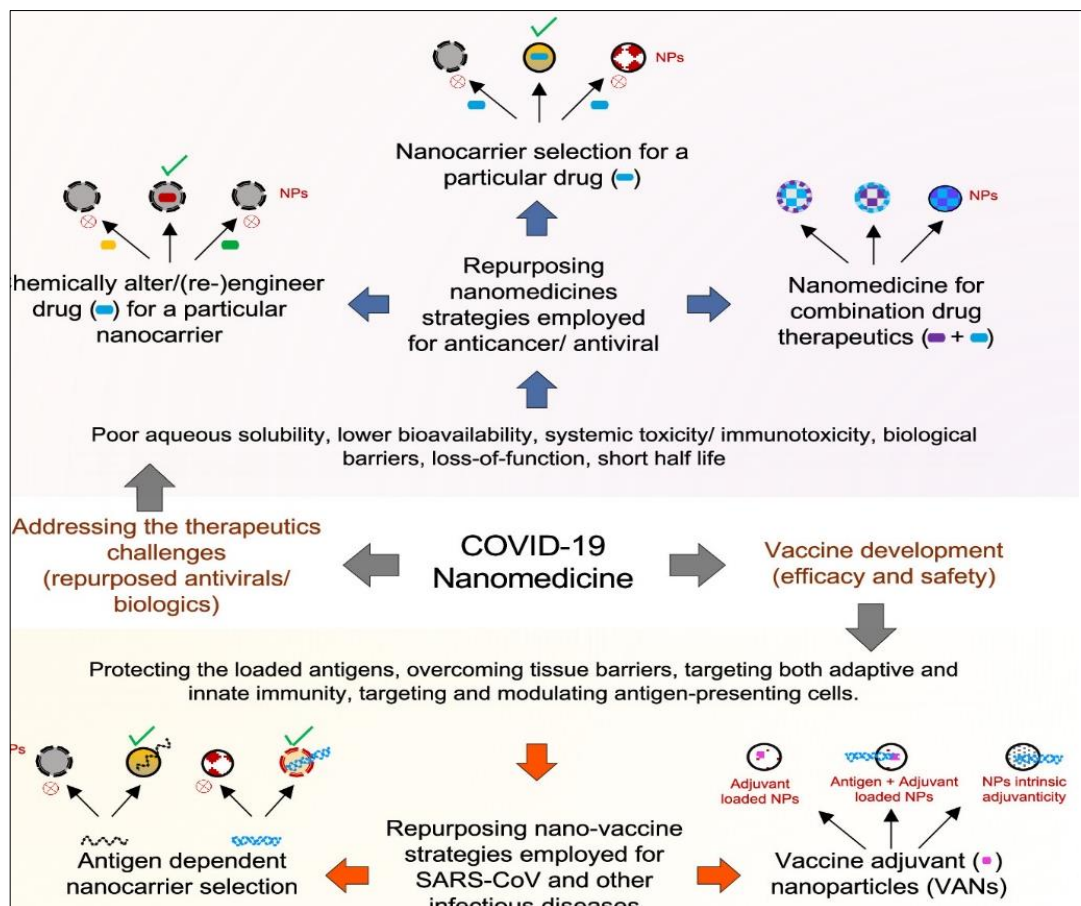 NPs
Nanocarrier selection for a
particular drug ( )
NPs
hemically alter/(re-)engineer
drug ( ) for a particular
nanocarrier
Repurposing
nanomedicines
strategies employed
for anticancer/ antiviral
NPs
Nanomedicine for
combination drug
therapeutics ( + )
Poor aqueous solubility, lower bioavailability, systemic toxicity/ immunotoxicity, biological
barriers, loss-of-function, short half life
Addressing the therapeutics
challenges
(repurposed antivirals/
biologics)
COVID-19
Nanomedicine
Vaccine development
(efficacy and safety)
Protecting the loaded antigens, overcoming tissue barriers, targeting both adaptive and
innate immunity, targeting and modulating antigen-presenting cells.
Ps
Antigen dependent
nanocarrier selection
Repurposing nano-vaccine
strategies employed for
SARS-CoV and other
infectious diseases
Adjuvant
loaded NPs
Antigen + Adjuvant
loaded NPs
NPs intrinsic
adjuvanticity
Vaccine adjuvant ( )
nanoparticles (VANs)